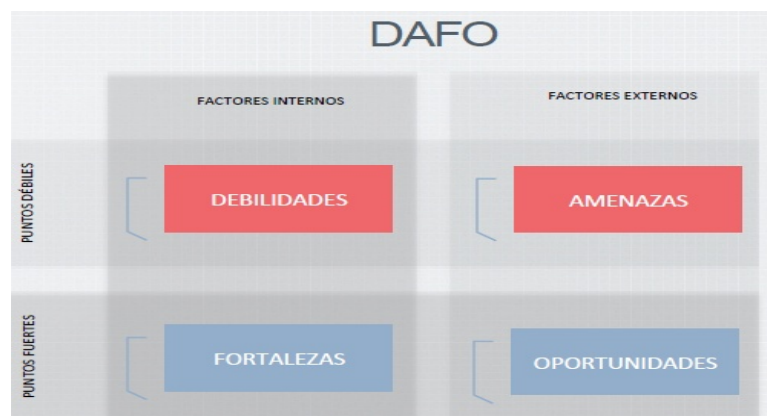 DAFO
FACTORES INTERNOS
FACTORES EXTERNOS
PUNTOS DÉBILES
DEBILIDADES
AMENAZAS
PUNTOS FUERTES
FORTALEZAS
OPORTUNIDADES